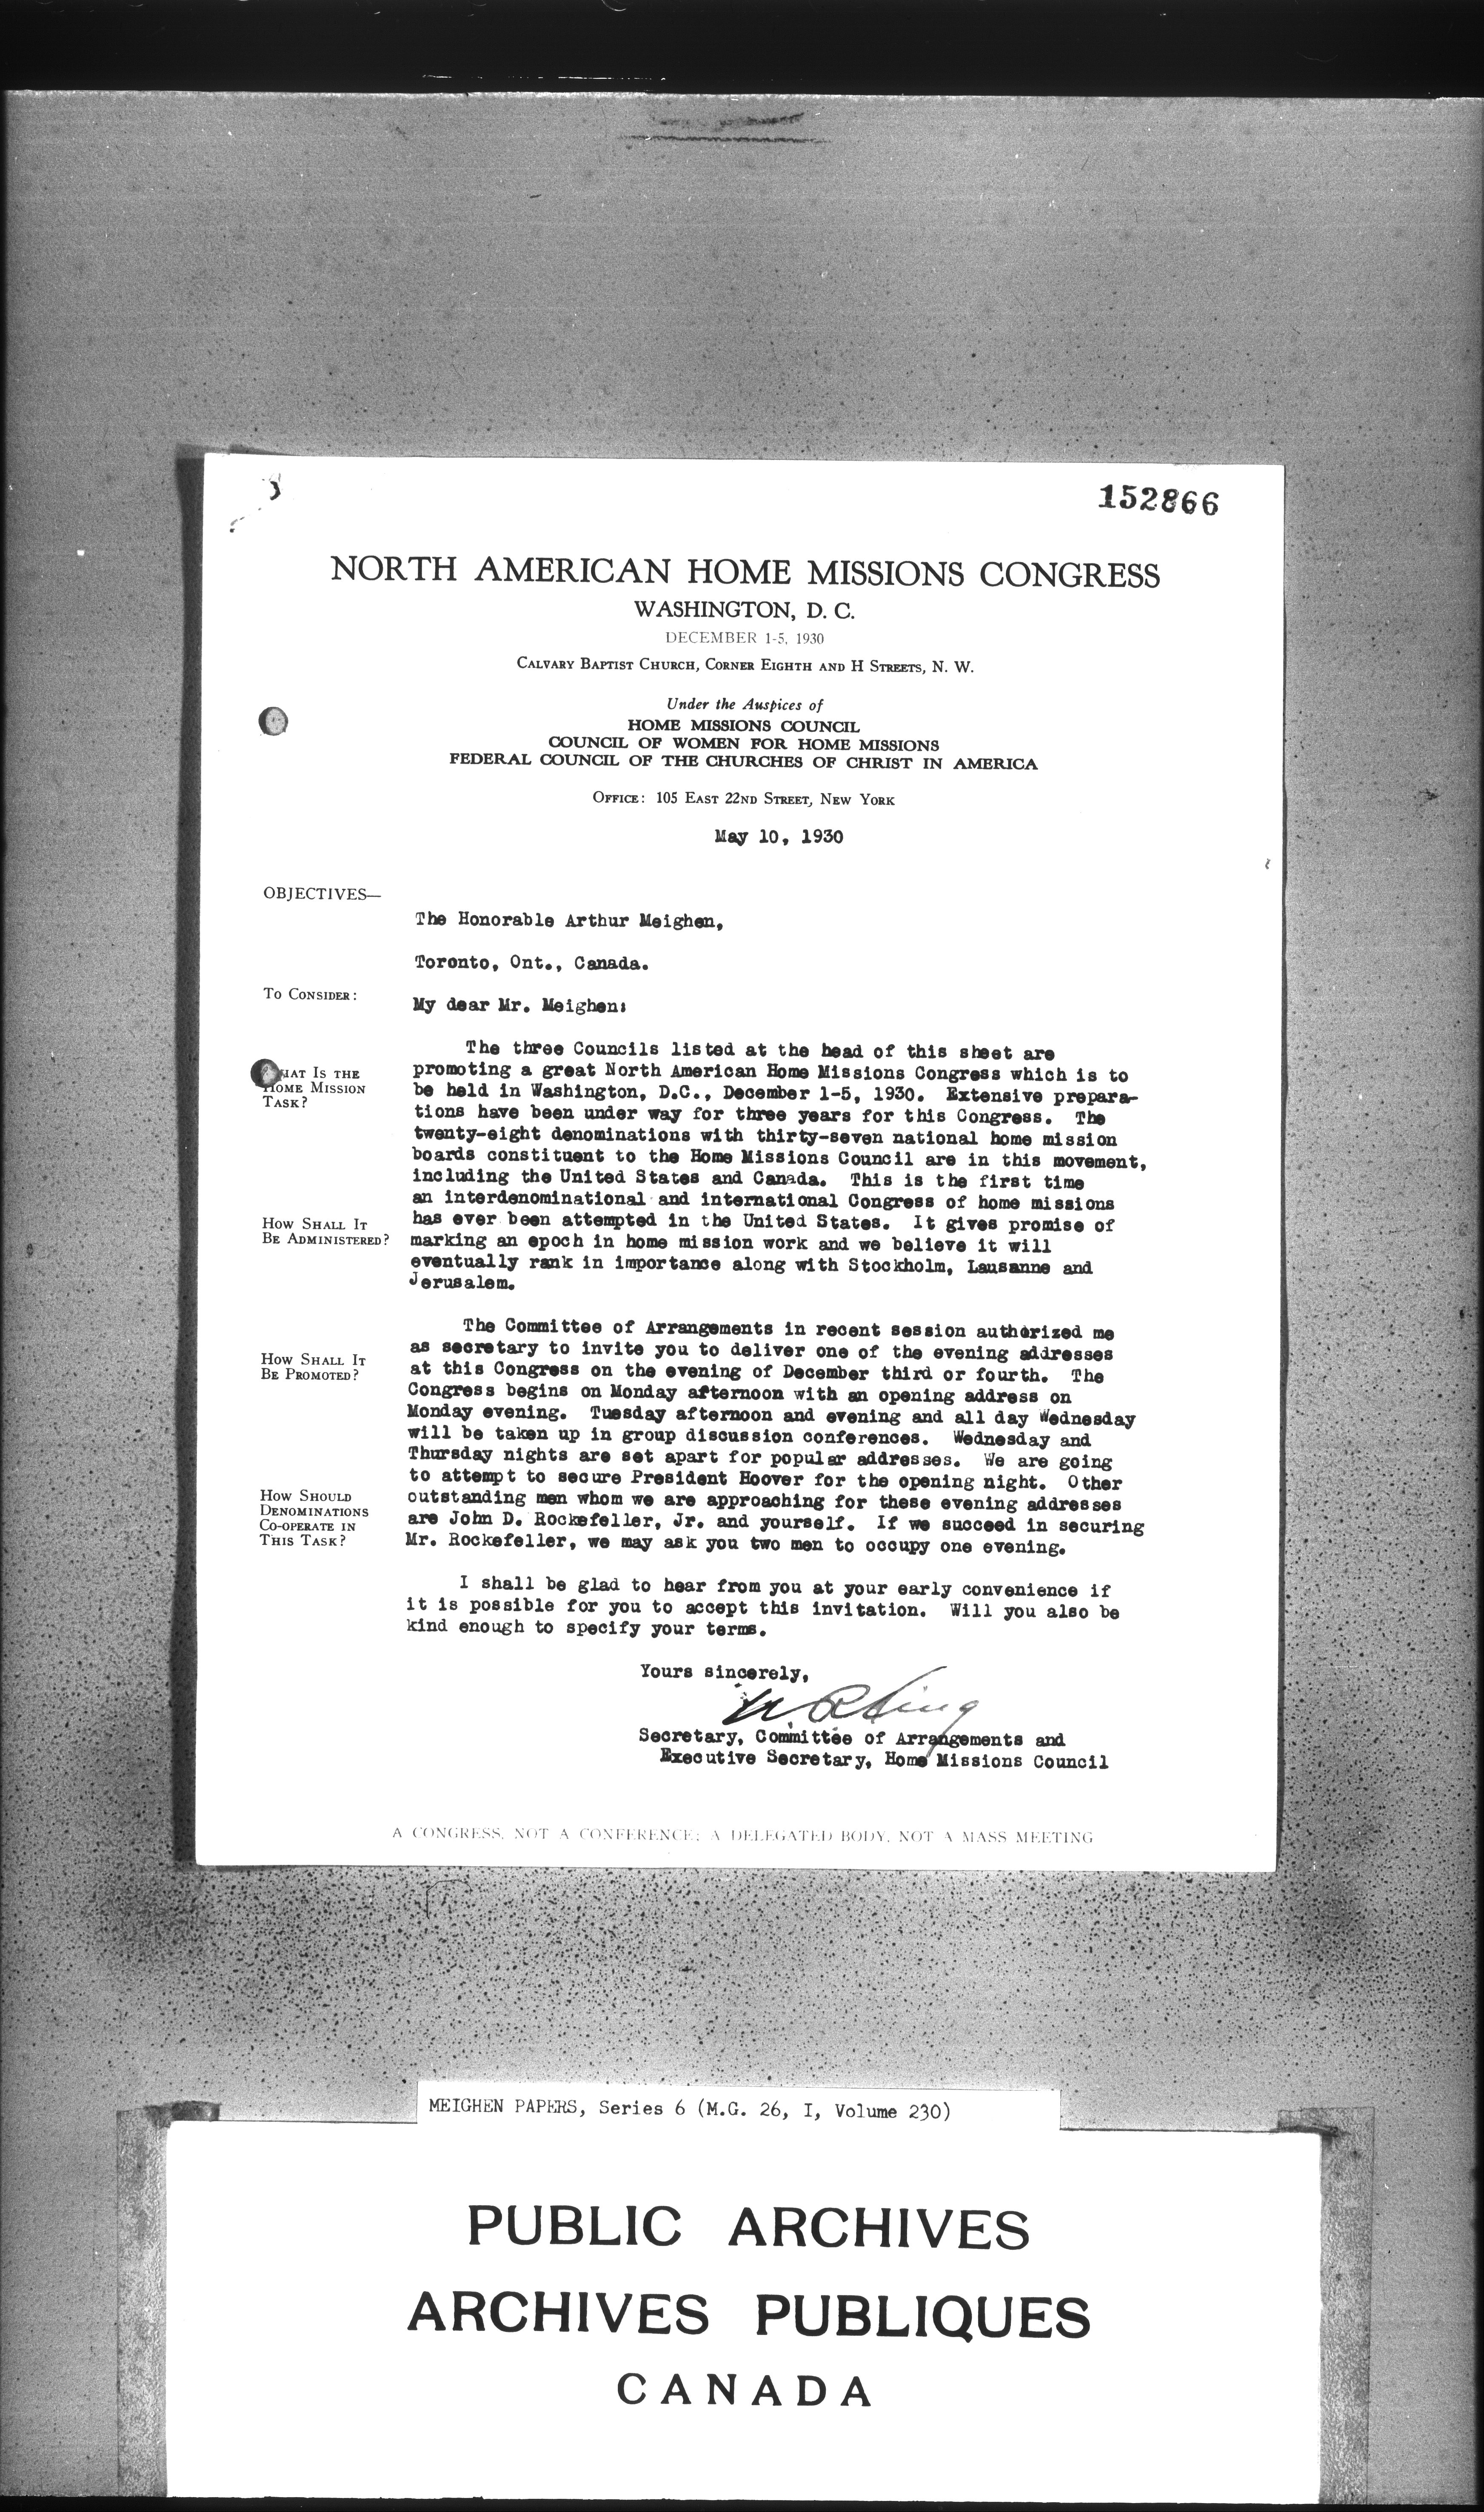 152866
NORTH AMERICAN HOME MISSIONS CONGRESS
WASHINGTON, D. C.
DECEMBER 1-5, 1930
CALVARY BAPTIST CHURCH, CORNER EIGHTH AND H STREETS, N. W.
Under the Auspices of
HOME MISSIONS COUNCIL
COUNCIL OF WOMEN FOR HOME MISSIONS
FEDERAL COUNCIL OF THE CHURCHES OF CHRIST IN AMERICA
OFFICE: 105 EAST 22ND STREET, NEW YORK
May 10, 1930
OBJECTIVES—
TO CONSIDER:
WHAT IS THE
HOME MISSION
TASK?
HOW SHALL IT
BE ADMINISTERED?
HOW SHALL IT
BE PROMOTED?
HOW SHOULD
DENOMINATIONS
CO-OPERATE IN
THIS TASK?
The Honorable Arthur Meighen,
Toronto, Ont., Canada.
My dear Mr. Meighen:
The three Councils listed at the head of this sheet are
promoting a great North American Home Missions Congress which is to
be held in Washington, D.C., December 1-5, 1930. Extensive prepara-
tions have been under way for three years for this Congress. The
twenty-eight denominations with thirty-seven national home mission
boards constituent to the Home Missions Council are in this movement,
including the United States and Canada. This is the first time
an interdenominational and international Congress of home missions
has ever been attempted in the United States. It gives promise of
marking an epoch in home mission work and we believe it will
eventually rank in importance along with Stockholm, Lausanne and
Jerusalem.
The Committee of Arrangements in recent session authorized me
as secretary to invite you to deliver one of the evening addresses
at this Congress on the evening of December third or fourth. The
Congress begins on Monday afternoon with an opening address on
Monday evening. Tuesday afternoon and evening and all day Wednesday
will be taken up in group discussion conferences. Wednesday and
Thursday nights are set apart for popular addresses. We are going
to attempt to secure President Hoover for the opening night. Other
outstanding men whom we are approaching for these evening addresses
are John D. Rockefeller, Jr. and yourself. If we succeed in securing
Mr. Rockefeller, we may ask you two men to occupy one evening.
I shall be glad to hear from you at your early convenience if
it is possible for you to accept this invitation. Will you also be
kind enough to specify your terms.
Yours sincerely,
W R King
Secretary, Committee of Arrangements and
Executive Secretary, Home Missions Council
A CONGRESS, NOT A CONFERENCE; A DELEGATED BODY, NOT A MASS MEETING
MEIGHEN PAPERS, Series 6 (M.G. 26, I, Volume 230)
PUBLIC ARCHIVES
ARCHIVES PUBLIQUES
CANADA